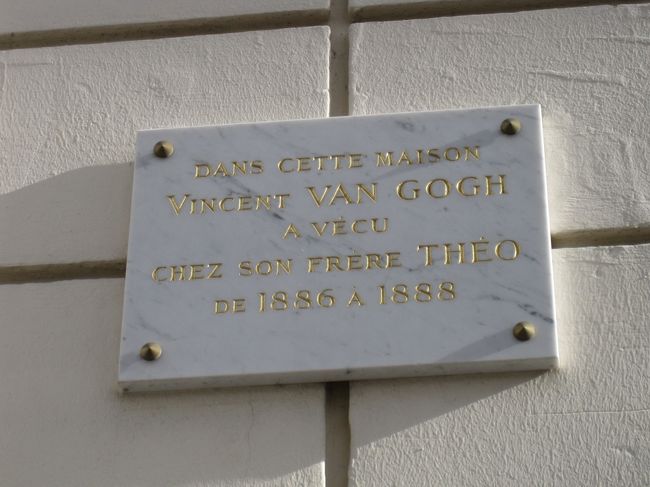 DANS CETTE MAISON
VINCENT VAN GOGH
A VÉCU
CHEZ SON FRÈRE THÉO
DE 1886 À 1888